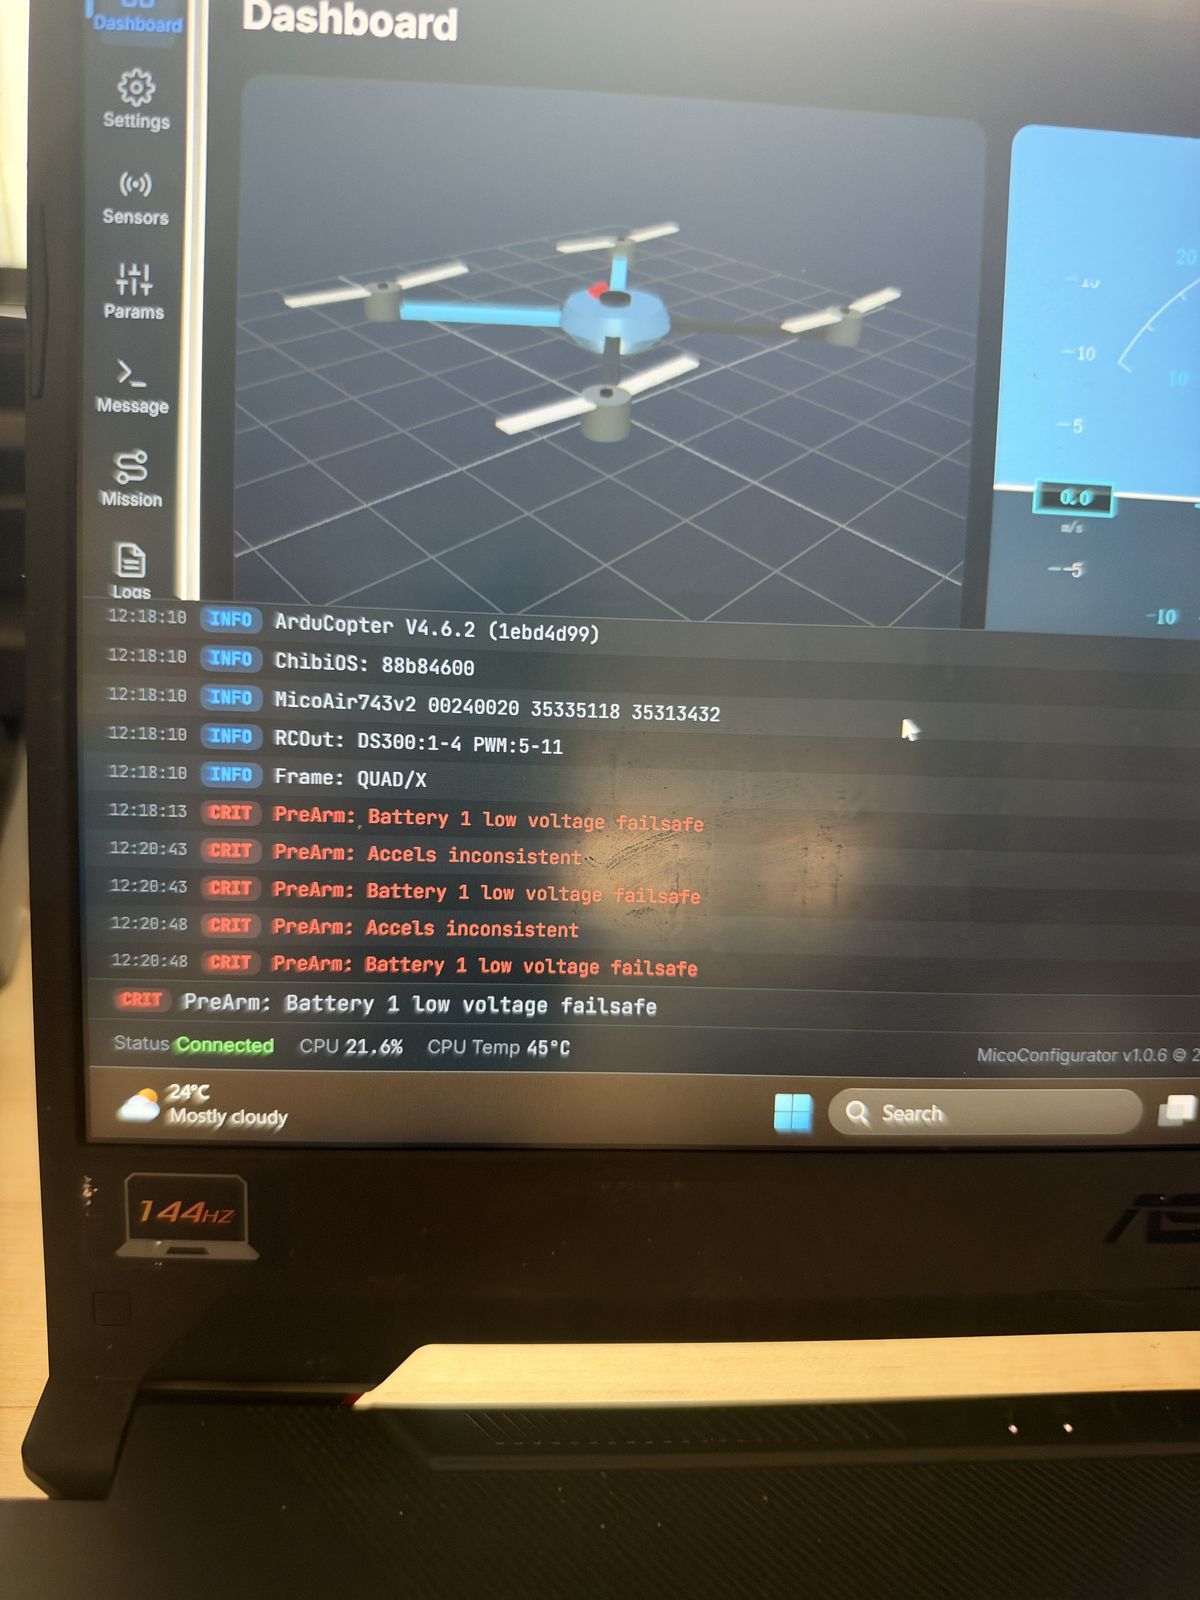 Dashboard
Dashboard
Settings
Sensors
Params
Message
Mission
Logs
20
-10
10
-5
0.0
m/s
--5
-10
12:18:10 INFO ArduCopter V4.6.2 (1ebd4d99)
12:18:10 INFO ChibiOS: 88b84600
12:18:10 INFO MicoAir743v2 00240020 35335118 35313432
12:18:10 INFO RCOut: DS300:1-4 PWM:5-11
12:18:10 INFO Frame: QUAD/X
12:18:13 CRIT PreArm: Battery 1 low voltage failsafe
12:20:43 CRIT PreArm: Accels inconsistent
12:20:43 CRIT PreArm: Battery 1 low voltage failsafe
12:20:48 CRIT PreArm: Accels inconsistent
12:20:48 CRIT PreArm: Battery 1 low voltage failsafe
CRIT PreArm: Battery 1 low voltage failsafe
Status Connected CPU 21.6% CPU Temp 45°C
MicoConfigurator v1.0.6 © 2
24°C
Mostly cloudy
Search
144Hz